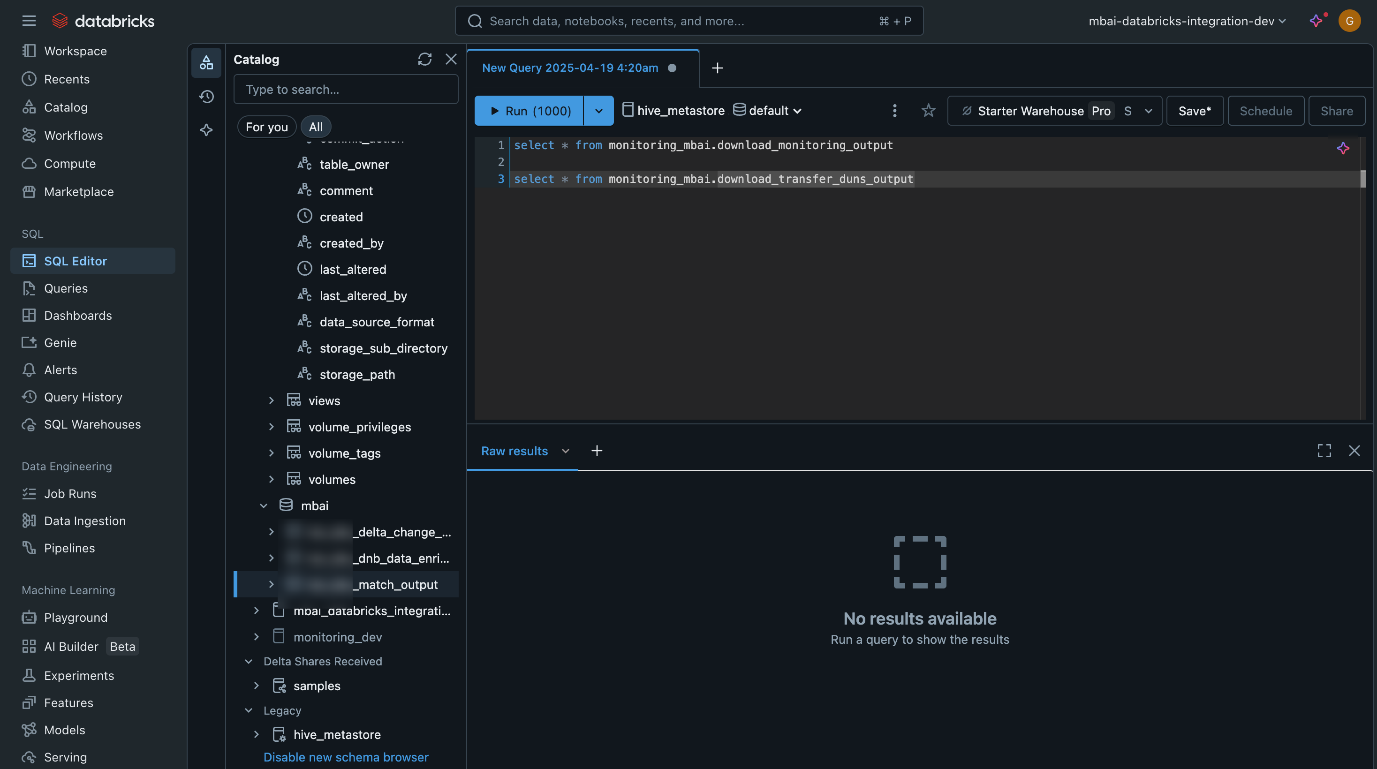 databricks
Search data, notebooks, recents, and more...
⌘ + P
mbai-databricks-integration-dev
G
Workspace
Recents
Catalog
Workflows
Compute
Marketplace
SQL
SQL Editor
Queries
Dashboards
Genie
Alerts
Query History
SQL Warehouses
Data Engineering
Job Runs
Data Ingestion
Pipelines
Machine Learning
Playground
AI Builder Beta
Experiments
Features
Models
Serving
Catalog
Type to search...
For you
All
table_owner
comment
created
created_by
last_altered
last_altered_by
data_source_format
storage_sub_directory
storage_path
views
volume_privileges
volume_tags
volumes
mbai
_delta_change_...
_dnb_data_enri...
_match_output
mbai_databricks_integrati...
monitoring_dev
Delta Shares Received
samples
Legacy
hive_metastore
Disable new schema browser
New Query 2025-04-19 4:20am
+
Run (1000)
hive_metastore
default
Starter Warehouse Pro S
Save*
Schedule
Share
1 select * from monitoring_mbai.download_monitoring_output
2
3 select * from monitoring_mbai.download_transfer_duns_output
Raw results
+
No results available
Run a query to show the results